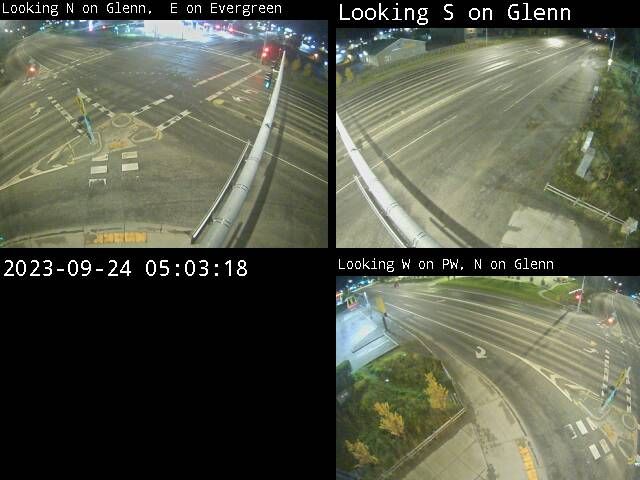 Looking N on Glenn, E on Evergreen
Looking S on Glenn
2023-09-24 05:03:18
Looking W on PW, N on Glenn